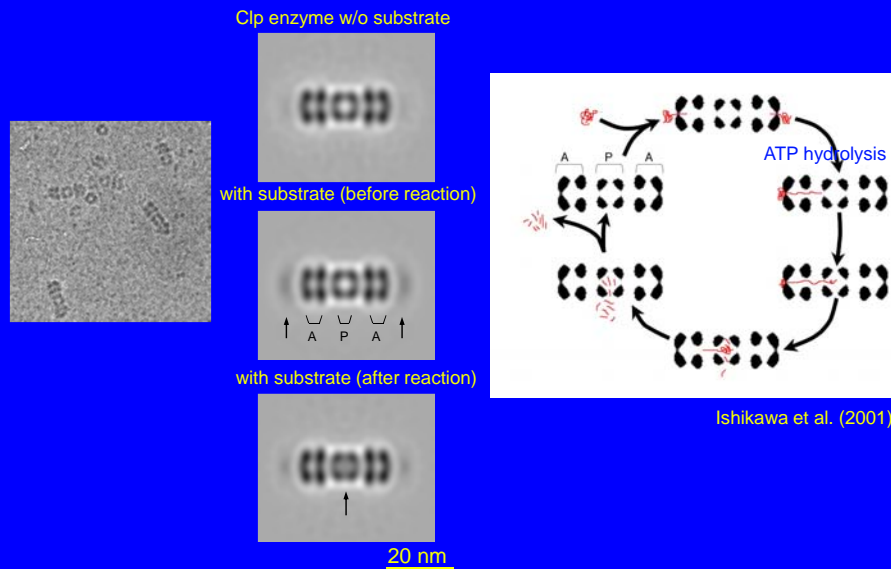 Clp enzyme w/o substrate
with substrate (before reaction)
A P A
with substrate (after reaction)
20 nm
A P A
ATP hydrolysis
Ishikawa et al. (2001)